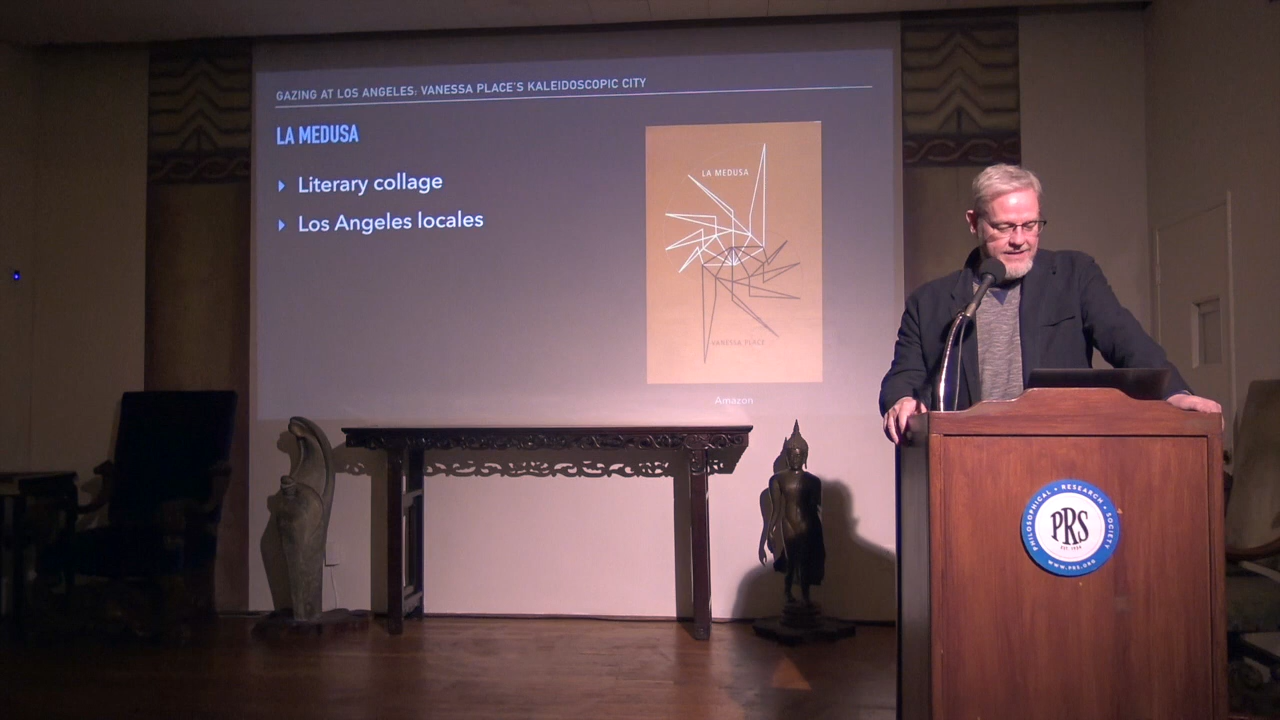 GAZING AT LOS ANGELES: VANESSA PLACE'S KALEIDOSCOPIC CITY
LA MEDUSA
Literary collage
Los Angeles locales
LA MEDUSA
VANESSA PLACE
Amazon
PHILOSOPHICAL • RESEARCH • SOCIETY
PRS
EST. 1934
WWW.PRS.ORG